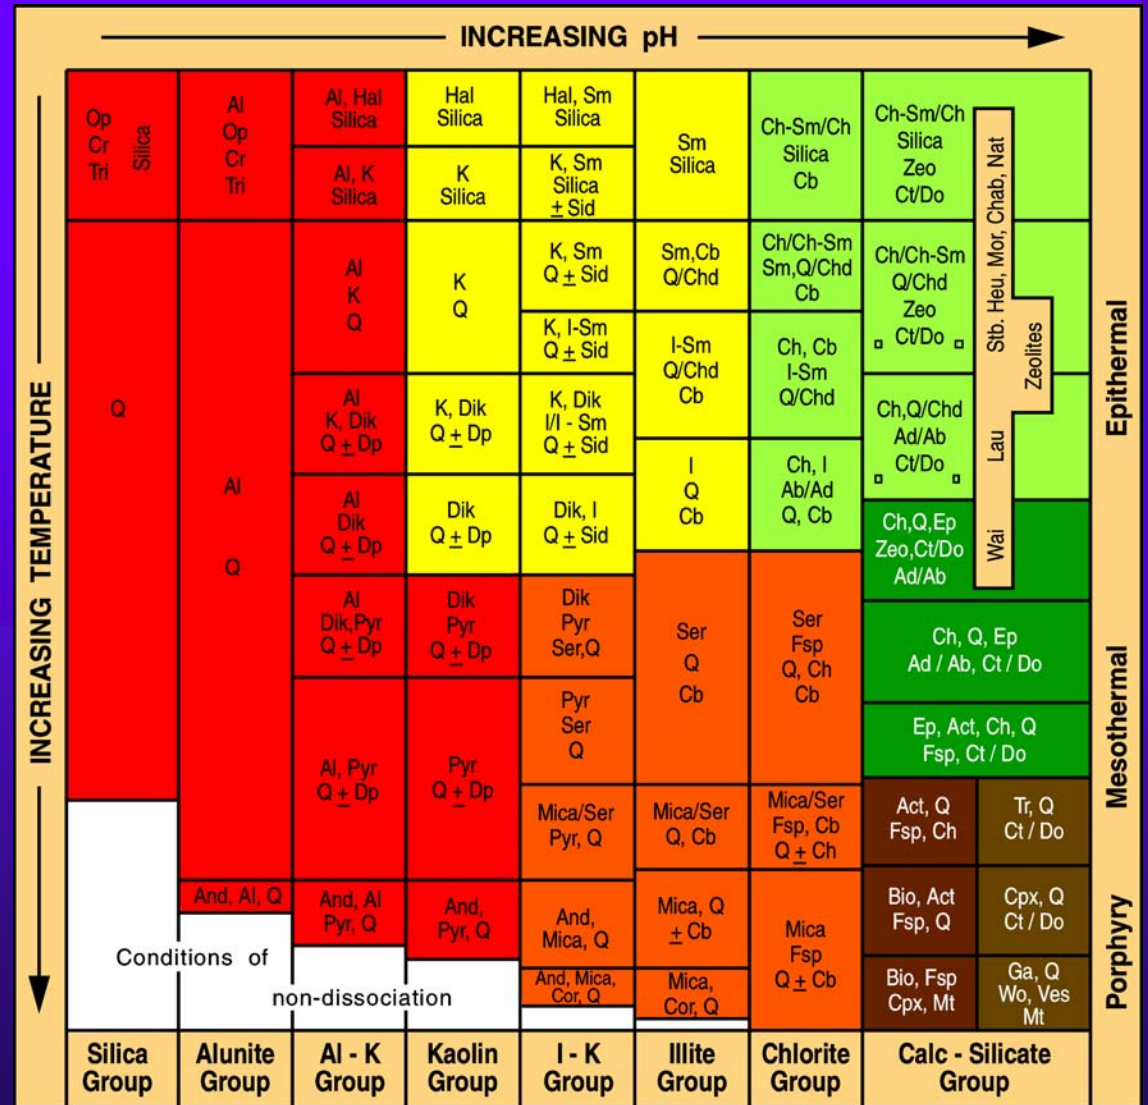 INCREASING pH
INCREASING TEMPERATURE
Op
Cr
Tri
Silica
Q
Al
Op
Cr
Tri
Al
Q
And, Al, Q
Al, Hal
Silica
Al, K
Silica
Al
K
Q
Al
K, Dik
Q ± Dp
Al
Dik
Q ± Dp
Al
Dik,Pyr
Q ± Dp
Al, Pyr
Q ± Dp
And, Al
Pyr, Q
Hal
Silica
K
Silica
K
Q
K, Dik
Q ± Dp
Dik
Q ± Dp
Dik
Pyr
Q ± Dp
Pyr
Q ± Dp
And,
Pyr, Q
Hal, Sm
Silica
K, Sm
Silica
± Sid
K, Sm
Q ± Sid
K, I-Sm
Q ± Sid
K, Dik
I/I - Sm
Q ± Sid
Dik, I
Q ± Sid
Dik
Pyr
Ser,Q
Pyr
Ser
Q
Mica/Ser
Pyr, Q
And,
Mica, Q
And, Mica,
Cor, Q
Sm
Silica
Sm,Cb
Q/Chd
I-Sm
Q/Chd
Cb
I
Q
Cb
Ser
Q
Cb
Mica/Ser
Q, Cb
Mica, Q
± Cb
Mica,
Cor, Q
Ch-Sm/Ch
Silica
Cb
Ch/Ch-Sm
Sm,Q/Chd
Cb
Ch, Cb
I-Sm
Q/Chd
Ch, I
Ab/Ad
Q, Cb
Ser
Fsp
Q, Ch
Cb
Mica/Ser
Fsp, Cb
Q ± Ch
Mica
Fsp
Q ± Cb
Ch-Sm/Ch
Silica
Zeo
Ct/Do
Ch/Ch-Sm
Q/Chd
Zeo
Ct/Do
Ch,Q/Chd
Ad/Ab
Ct/Do
Ch,Q,Ep
Zeo,Ct/Do
Ad/Ab
Ch, Q, Ep
Ad / Ab, Ct / Do
Ep, Act, Ch, Q
Fsp, Ct / Do
Act, Q
Fsp, Ch
Tr, Q
Ct / Do
Bio, Act
Fsp, Q
Cpx, Q
Ct / Do
Bio, Fsp
Cpx, Mt
Ga, Q
Wo, Ves
Mt
Stb. Heu, Mor, Chab, Nat
Lau
Wai
Zeolites
Epithermal
Mesothermal
Porphyry
Conditions of
non-dissociation
Silica
Group
Alunite
Group
Al - K
Group
Kaolin
Group
I - K
Group
Illite
Group
Chlorite
Group
Calc - Silicate
Group